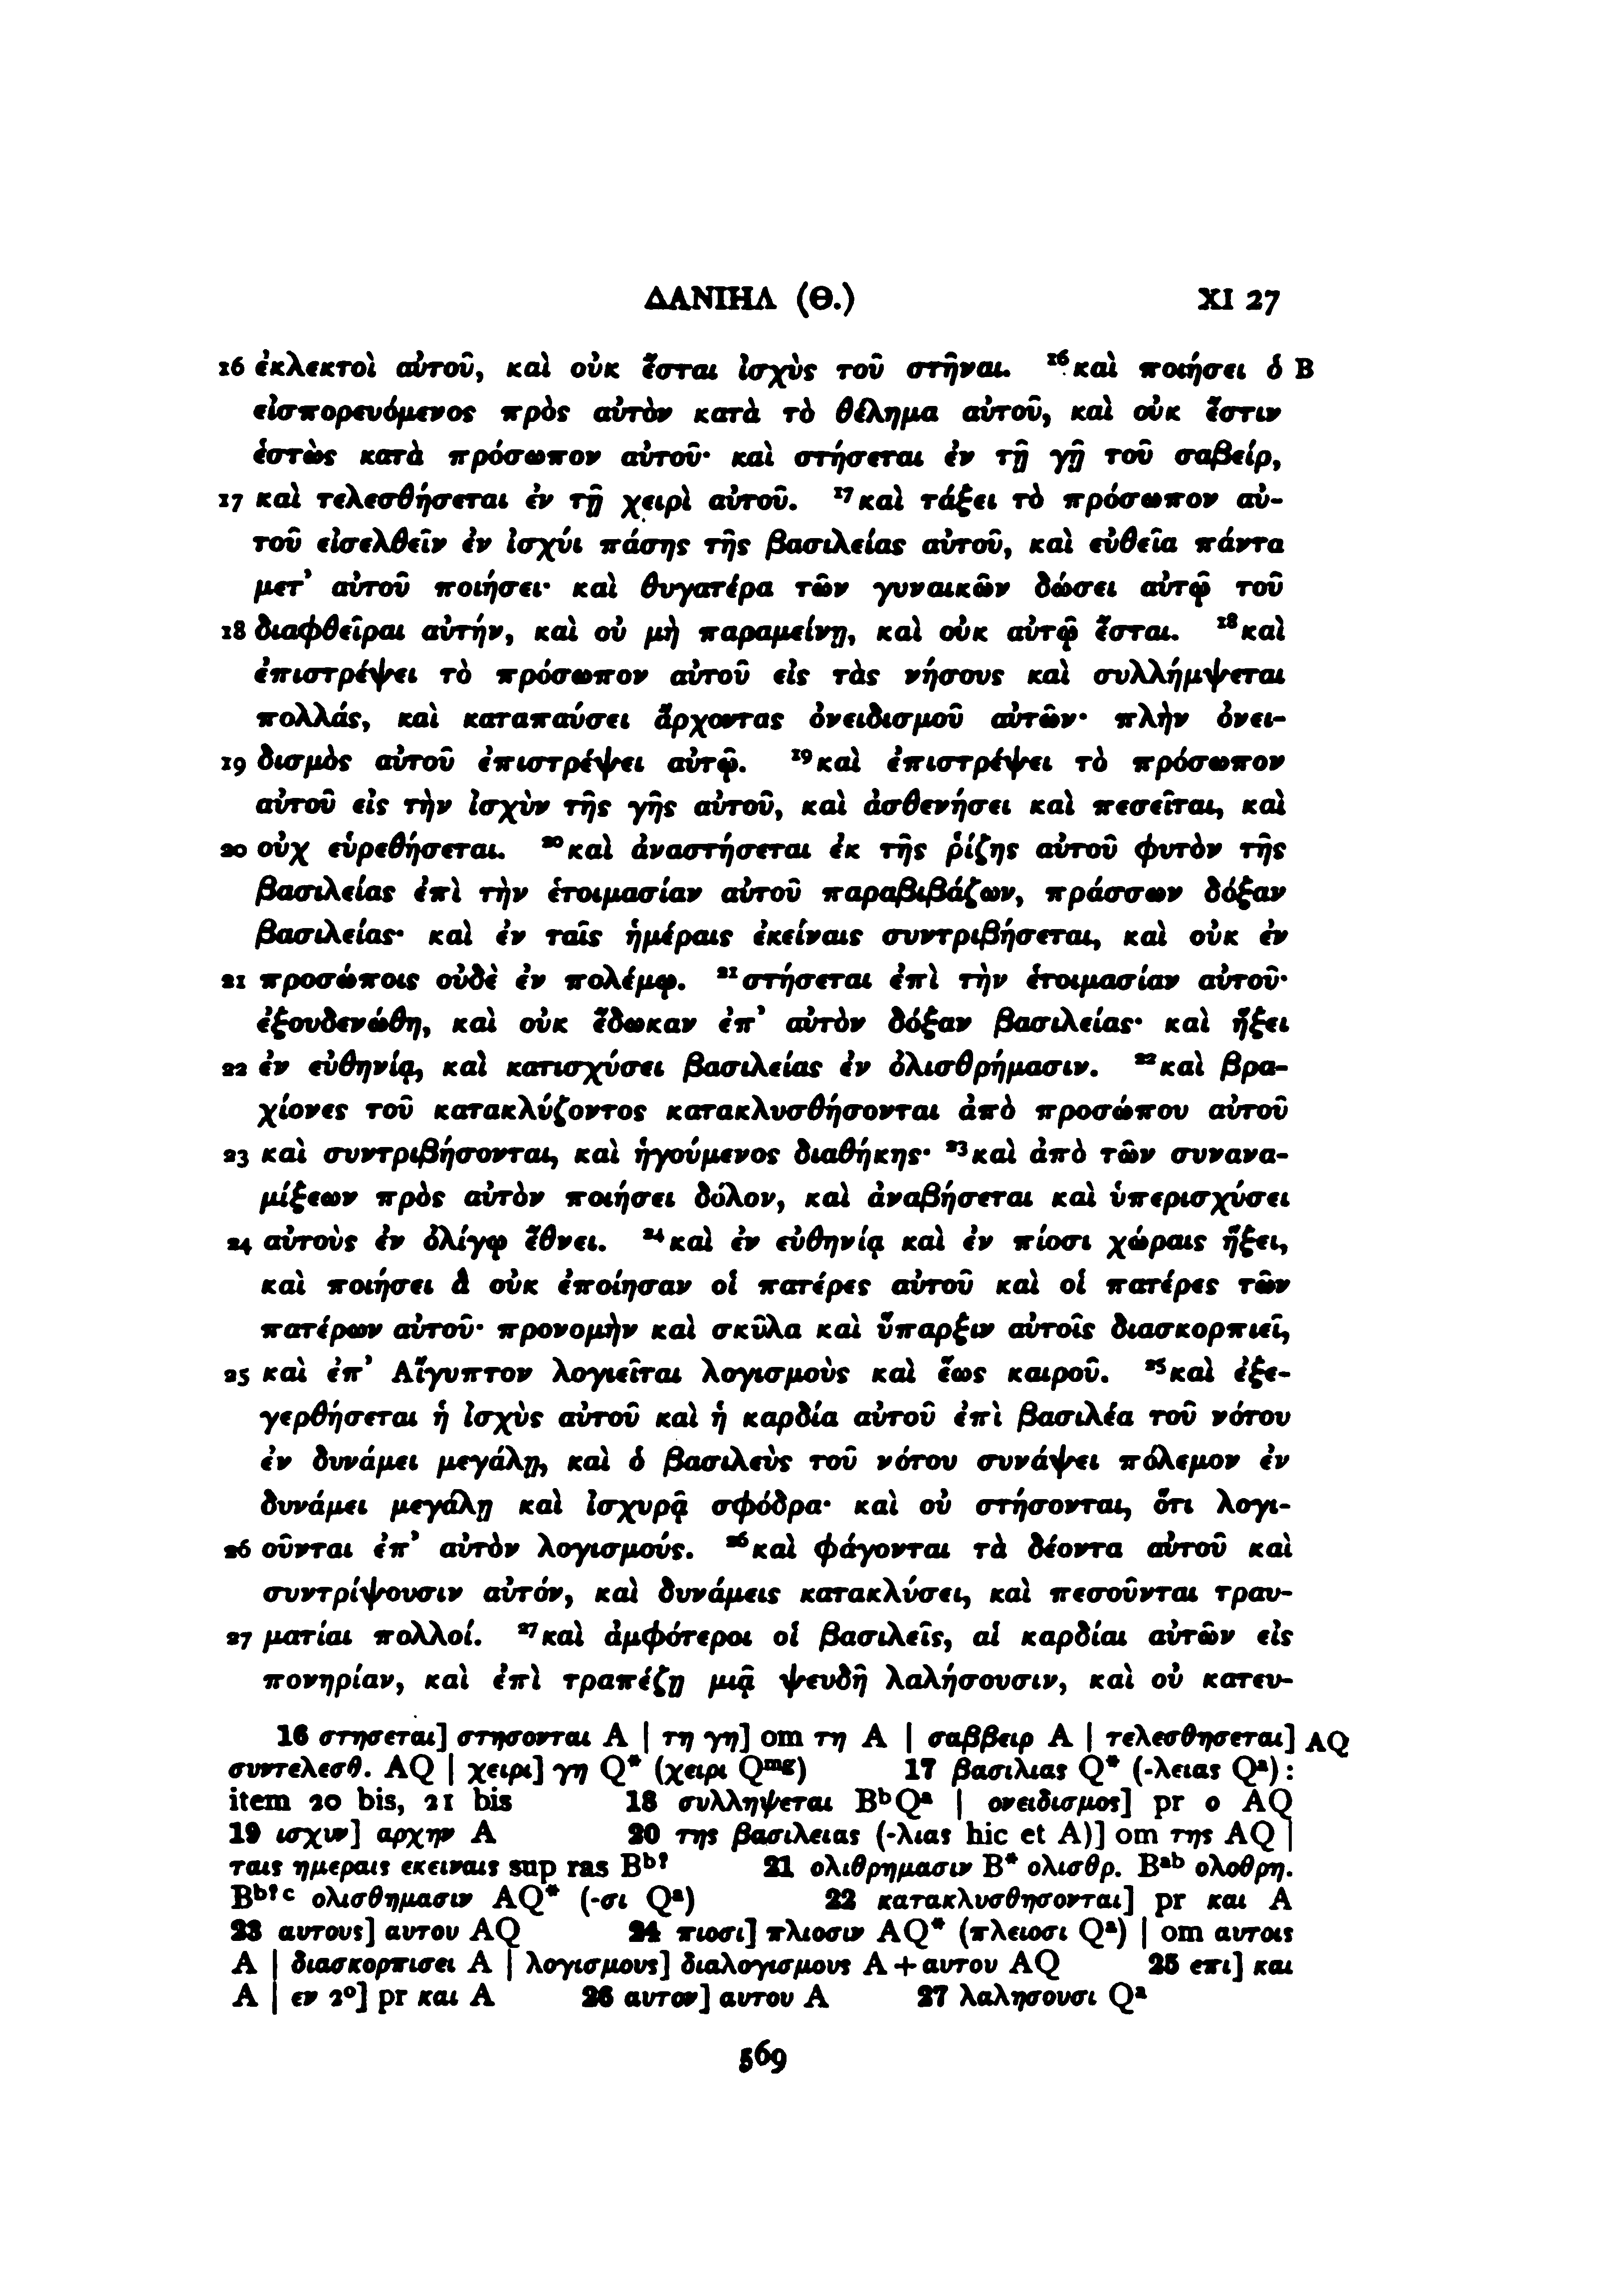 ΔΑΝΙΗΛ (Θ.) XI 27
16 ἐκλεκτοὶ αὐτοῦ, καὶ οὐκ ἔσται ἰσχὺς τοῦ στῆναι. ¹⁶καὶ ποιήσει ὁ B
εἰσπορευόμενος πρὸς αὐτὸν κατὰ τὸ θέλημα αὐτοῦ, καὶ οὐκ ἔστιν
ἑστὼς κατὰ πρόσωπον αὐτοῦ· καὶ στήσεται ἐν τῇ γῇ τοῦ σαβείρ,
17 καὶ τελεσθήσεται ἐν τῇ χειρὶ αὐτοῦ. ¹⁷καὶ τάξει τὸ πρόσωπον αὐ-
τοῦ εἰσελθεῖν ἐν ἰσχύι πάσης τῆς βασιλείας αὐτοῦ, καὶ εὐθεῖα πάντα
μετ’ αὐτοῦ ποιήσει· καὶ θυγατέρα τῶν γυναικῶν δώσει αὐτῷ τοῦ
18 διαφθεῖραι αὐτήν, καὶ οὐ μὴ παραμείνῃ, καὶ οὐκ αὐτῷ ἔσται. ¹⁸καὶ
ἐπιστρέψει τὸ πρόσωπον αὐτοῦ εἰς τὰς νήσους καὶ συλλήμψεται
πολλάς, καὶ καταπαύσει ἄρχοντας ὀνειδισμοῦ αὐτῶν· πλὴν ὀνει-
19 δισμὸς αὐτοῦ ἐπιστρέψει αὐτῷ. ¹⁹καὶ ἐπιστρέψει τὸ πρόσωπον
αὐτοῦ εἰς τὴν ἰσχὺν τῆς γῆς αὐτοῦ, καὶ ἀσθενήσει καὶ πεσεῖται, καὶ
20 οὐχ εὑρεθήσεται. ²⁰καὶ ἀναστήσεται ἐκ τῆς ῥίζης αὐτοῦ φυτὸν τῆς
βασιλείας ἐπὶ τὴν ἑτοιμασίαν αὐτοῦ παραβιβάζων, πράσσων δόξαν
βασιλείας· καὶ ἐν ταῖς ἡμέραις ἐκείναις συντριβήσεται, καὶ οὐκ ἐν
21 προσώποις οὐδὲ ἐν πολέμῳ. ²¹στήσεται ἐπὶ τὴν ἑτοιμασίαν αὐτοῦ·
ἐξουδενώθη, καὶ οὐκ ἔδωκαν ἐπ’ αὐτὸν δόξαν βασιλείας· καὶ ἥξει
22 ἐν εὐθηνίᾳ, καὶ κατισχύσει βασιλείας ἐν ὀλισθρήμασιν. ²²καὶ βρα-
χίονες τοῦ κατακλύζοντος κατακλυσθήσονται ἀπὸ προσώπου αὐτοῦ
23 καὶ συντριβήσονται, καὶ ἡγούμενος διαθήκης· ²³καὶ ἀπὸ τῶν συνανα-
μίξεων πρὸς αὐτὸν ποιήσει δόλον, καὶ ἀναβήσεται καὶ ὑπερισχύσει
24 αὐτοὺς ἐν ὀλίγῳ ἔθνει. ²⁴καὶ ἐν εὐθηνίᾳ καὶ ἐν πίοσι χώραις ἥξει,
καὶ ποιήσει ἃ οὐκ ἐποίησαν οἱ πατέρες αὐτοῦ καὶ οἱ πατέρες τῶν
πατέρων αὐτοῦ· προνομὴν καὶ σκῦλα καὶ ὕπαρξιν αὐτοῖς διασκορπιεῖ,
25 καὶ ἐπ’ Αἴγυπτον λογιεῖται λογισμοὺς καὶ ἕως καιροῦ. ²⁵καὶ ἐξε-
γερθήσεται ἡ ἰσχὺς αὐτοῦ καὶ ἡ καρδία αὐτοῦ ἐπὶ βασιλέα τοῦ νότου
ἐν δυνάμει μεγάλῃ, καὶ ὁ βασιλεὺς τοῦ νότου συνάψει πόλεμον ἐν
δυνάμει μεγάλῃ καὶ ἰσχυρᾷ σφόδρα· καὶ οὐ στήσονται, ὅτι λογι-
26 οῦνται ἐπ’ αὐτὸν λογισμούς. ²⁶καὶ φάγονται τὰ δέοντα αὐτοῦ καὶ
συντρίψουσιν αὐτόν, καὶ δυνάμεις κατακλύσει, καὶ πεσοῦνται τραυ-
27 ματίαι πολλοί. ²⁷καὶ ἀμφότεροι οἱ βασιλεῖς, αἱ καρδίαι αὐτῶν εἰς
πονηρίαν, καὶ ἐπὶ τραπέζῃ μιᾷ ψευδῆ λαλήσουσιν, καὶ οὐ κατευ-
16 στησεται] στησονται A | τη γη] om τη A | σαββειρ A | τελεσθησεται] AQ
συντελεσθ. AQ | χειρι] γη Q* (χειρι Qᵐᵍ) 17 βασιλιας Q* (-λειας Qᵃ):
item 20 bis, 21 bis 18 συλληψεται BᵇQᵃ | ονειδισμος] pr ο AQ
19 ισχυν] αρχην A 20 της βασιλειας (-λιας hic et A)] om της AQ |
ταις ημεραις εκειναις sup ras Bᵇ? 21 ολιθρημασιν B* ολισθρ. Bᵃᵇ ολοθρη.
Bᵇ?ᶜ ολισθημασιν AQ* (-σι Qᵃ) 22 κατακλυσθησονται] pr και A
23 αυτους] αυτου AQ 24 πιοσι] πλιοσιν AQ* (πλειοσι Qᵃ) | om αυτοις
A | διασκορπισει A | λογισμους] διαλογισμους A + αυτου AQ 25 επι] και
A | εν 2º] pr και A 26 αυτον] αυτου A 27 λαλησουσι Qᵃ
569